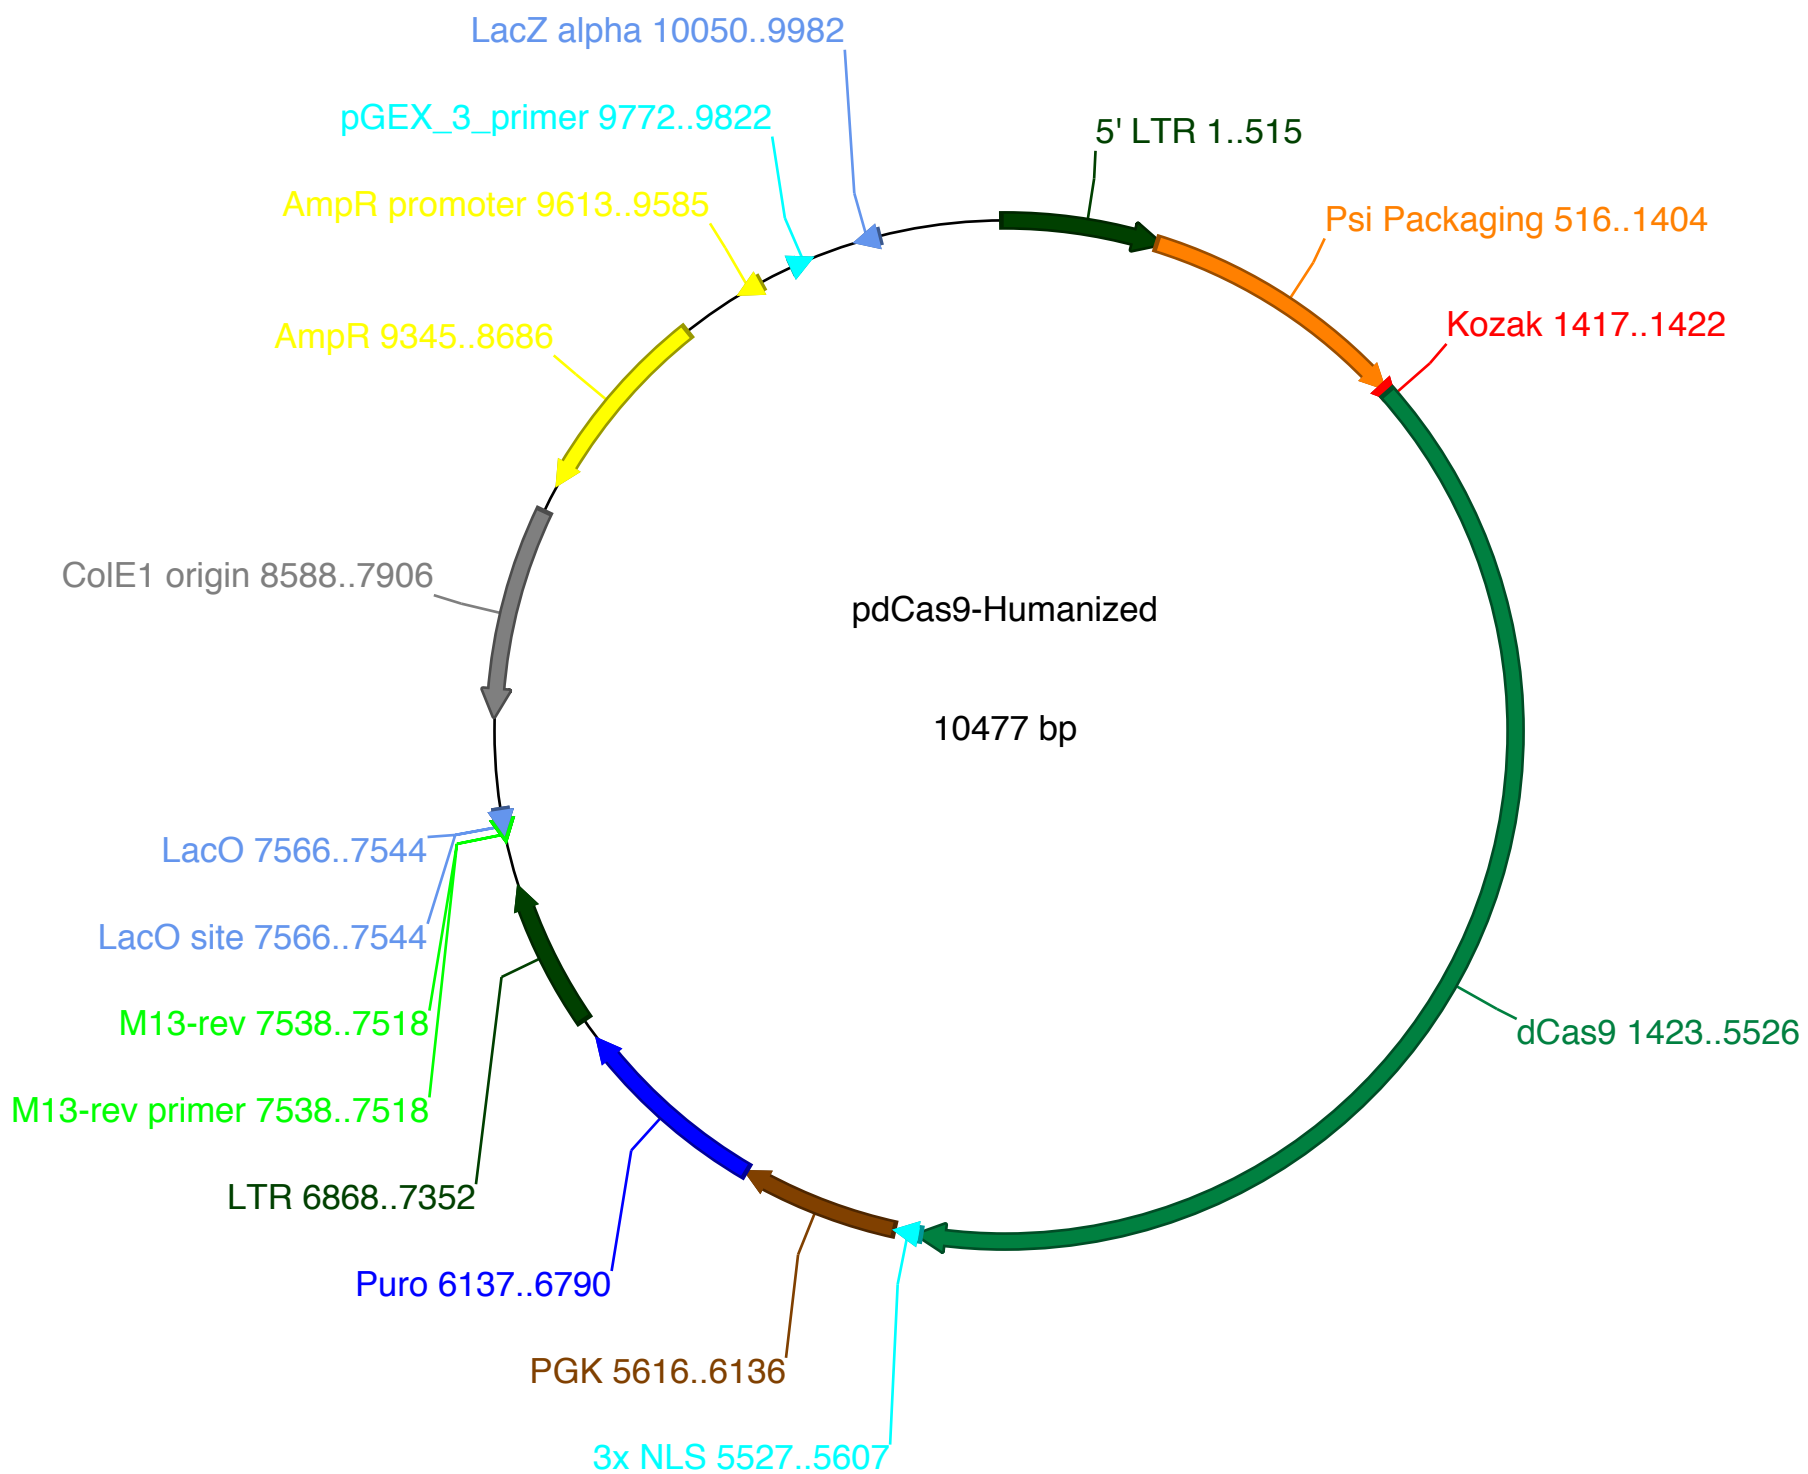 LacZ alpha 10050..9982
pGEX_3_primer 9772..9822
5' LTR 1..515
AmpR promoter 9613..9585
Psi Packaging 516..1404
AmpR 9345..8686
Kozak 1417..1422
ColE1 origin 8588..7906
pdCas9-Humanized
10477 bp
LacO 7566..7544
LacO site 7566..7544
M13-rev 7538..7518
dCas9 1423..5526
M13-rev primer 7538..7518
LTR 6868..7352
Puro 6137..6790
PGK 5616..6136
3x NLS 5527..5607